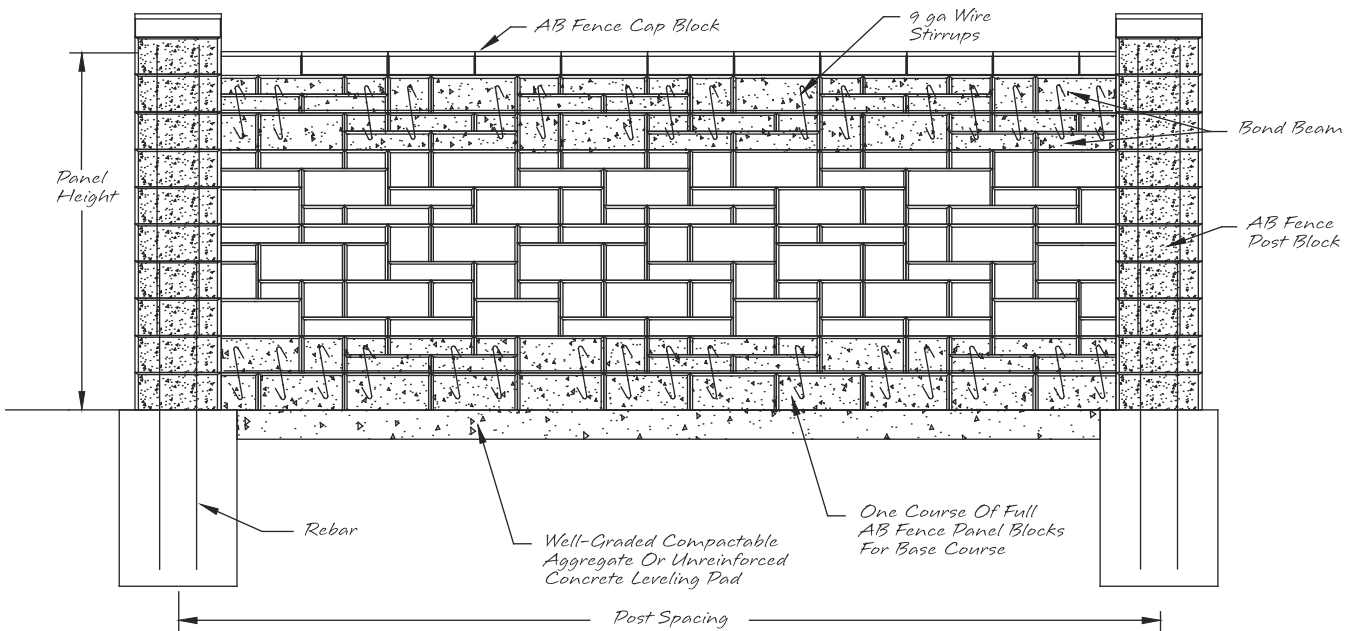 AB Fence Cap Block
9 ga Wire
Stirrups
Bond Beam
Panel
Height
AB Fence
Post Block
Rebar
Well-Graded Compactable
Aggregate Or Unreinforced
Concrete Leveling Pad
One Course Of Full
AB Fence Panel Blocks
For Base Course
Post Spacing